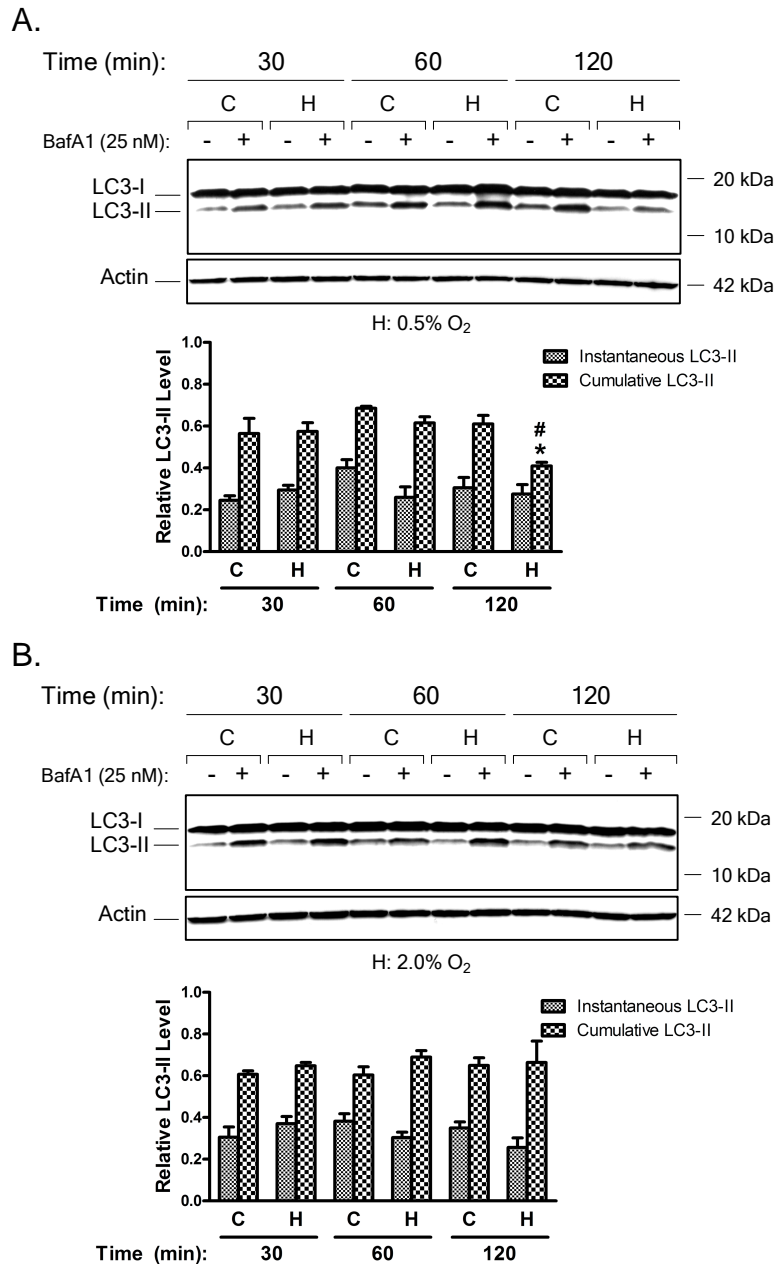 A.
Time (min): 30 60 120
C H C H C H
BafA1 (25 nM): - + - + - + - + - + - +
LC3-I
20 kDa
LC3-II
10 kDa
Actin
42 kDa
H: 0.5% O2
Relative LC3-II Level
1.0
0.8
0.6
0.4
0.2
0.0
Instantaneous LC3-II
Cumulative LC3-II
#
*
C H C H C H
Time (min): 30 60 120
B.
Time (min): 30 60 120
C H C H C H
BafA1 (25 nM): - + - + - + - + - + - +
LC3-I
20 kDa
LC3-II
10 kDa
Actin
42 kDa
H: 2.0% O2
Relative LC3-II Level
1.0
0.8
0.6
0.4
0.2
0.0
Instantaneous LC3-II
Cumulative LC3-II
C H C H C H
Time (min): 30 60 120